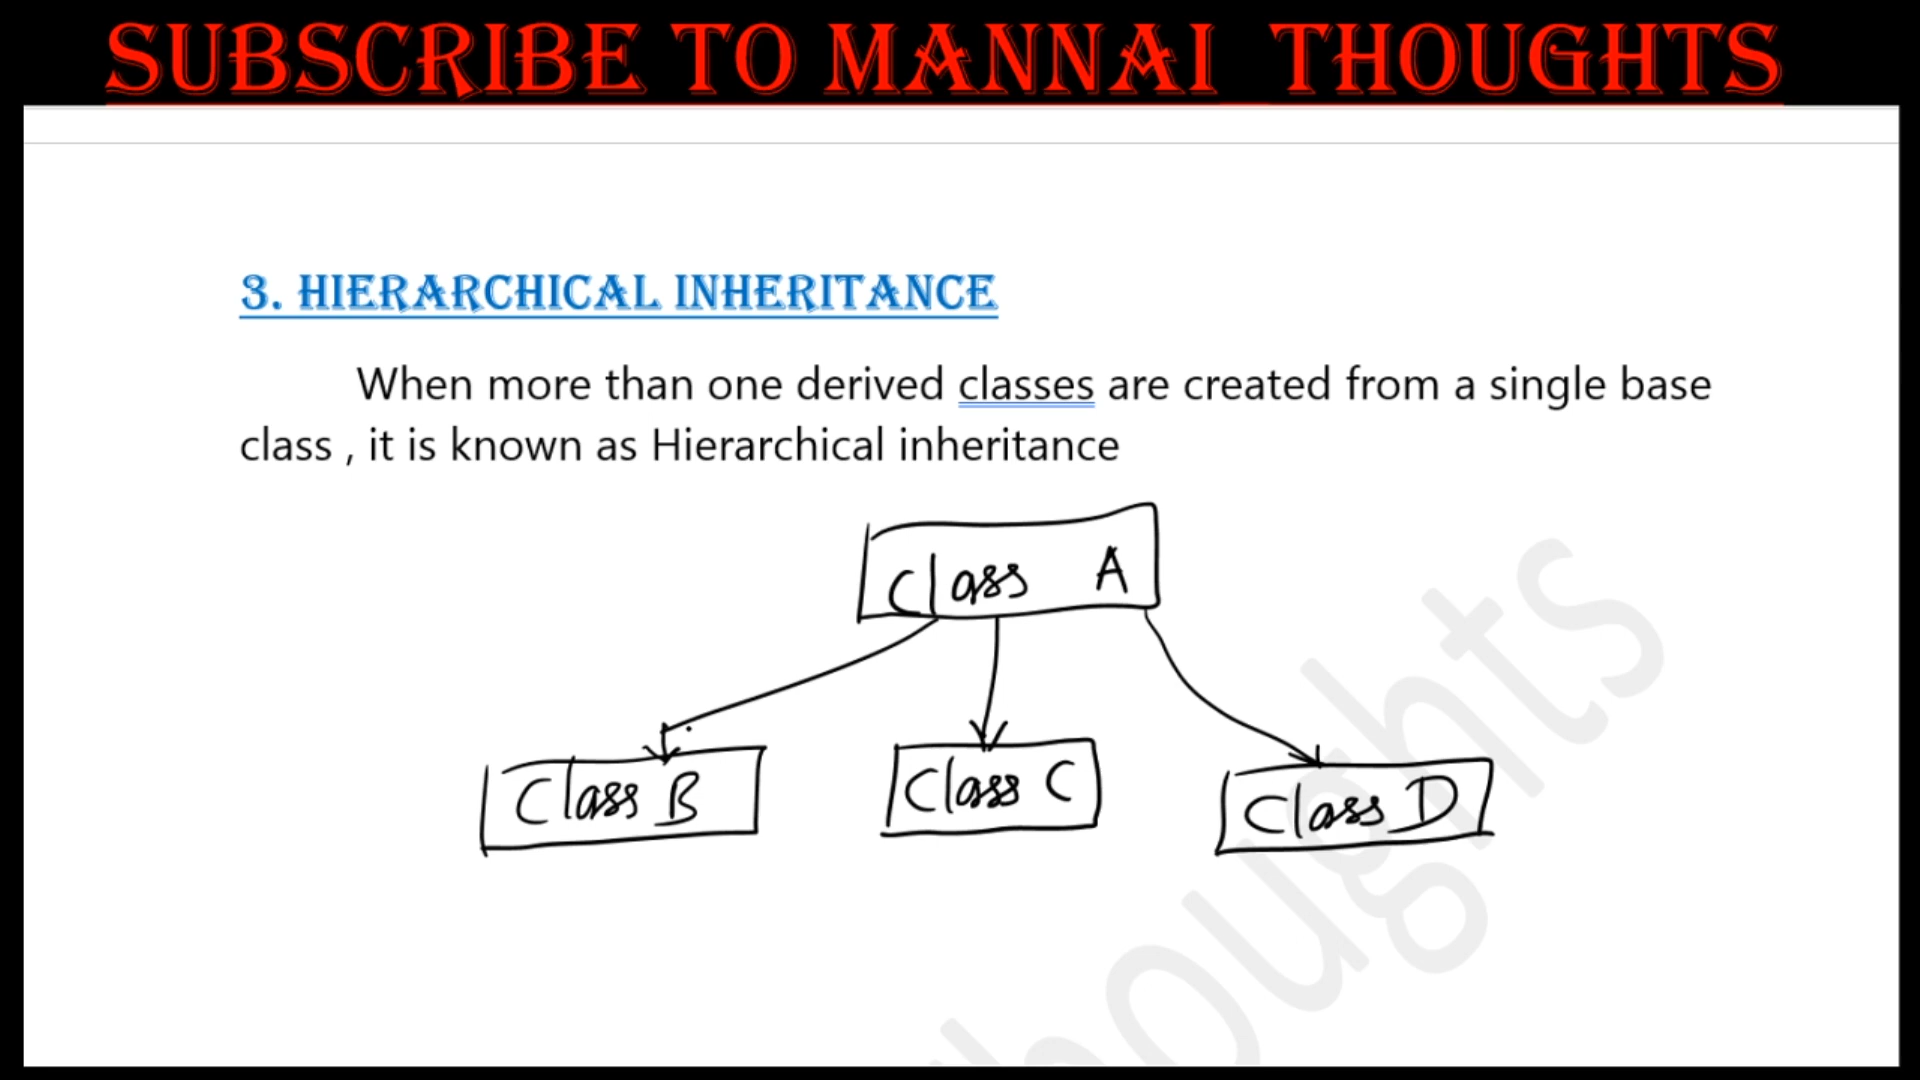 SUBSCRIBE TO MANNAI THOUGHTS
3. HIERARCHICAL INHERITANCE
When more than one derived classes are created from a single base
class , it is known as Hierarchical inheritance
Class A
Class B
Class C
Class D
houghts